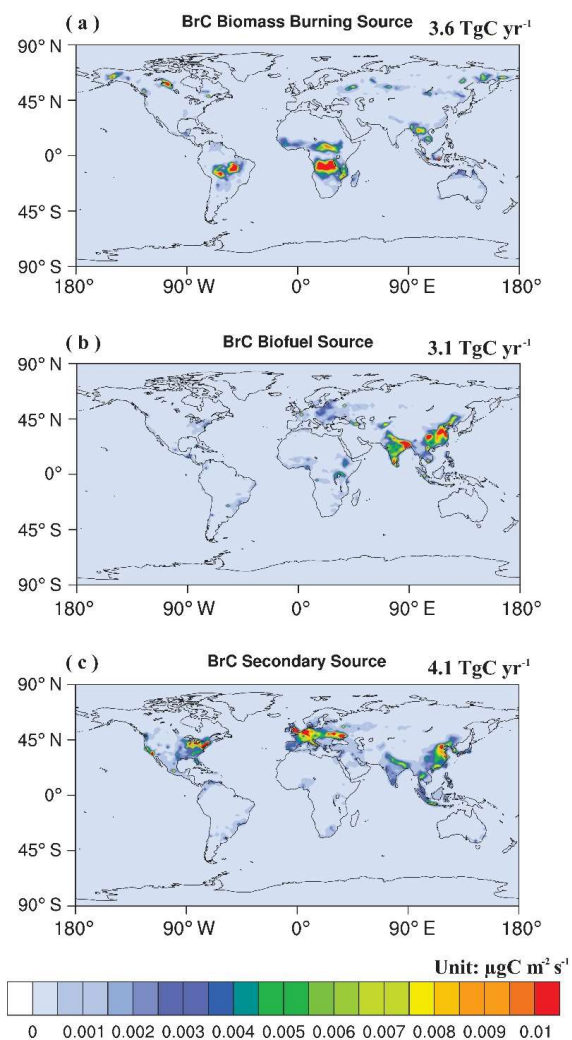 ( a ) BrC Biomass Burning Source 3.6 TgC yr⁻¹
90° N
45° N
0°
45° S
90° S
180° 90° W 0° 90° E 180°
( b ) BrC Biofuel Source 3.1 TgC yr⁻¹
90° N
45° N
0°
45° S
90° S
180° 90° W 0° 90° E 180°
( c ) BrC Secondary Source 4.1 TgC yr⁻¹
90° N
45° N
0°
45° S
90° S
180° 90° W 0° 90° E 180°
Unit: µgC m⁻² s⁻¹
0 0.001 0.002 0.003 0.004 0.005 0.006 0.007 0.008 0.009 0.01